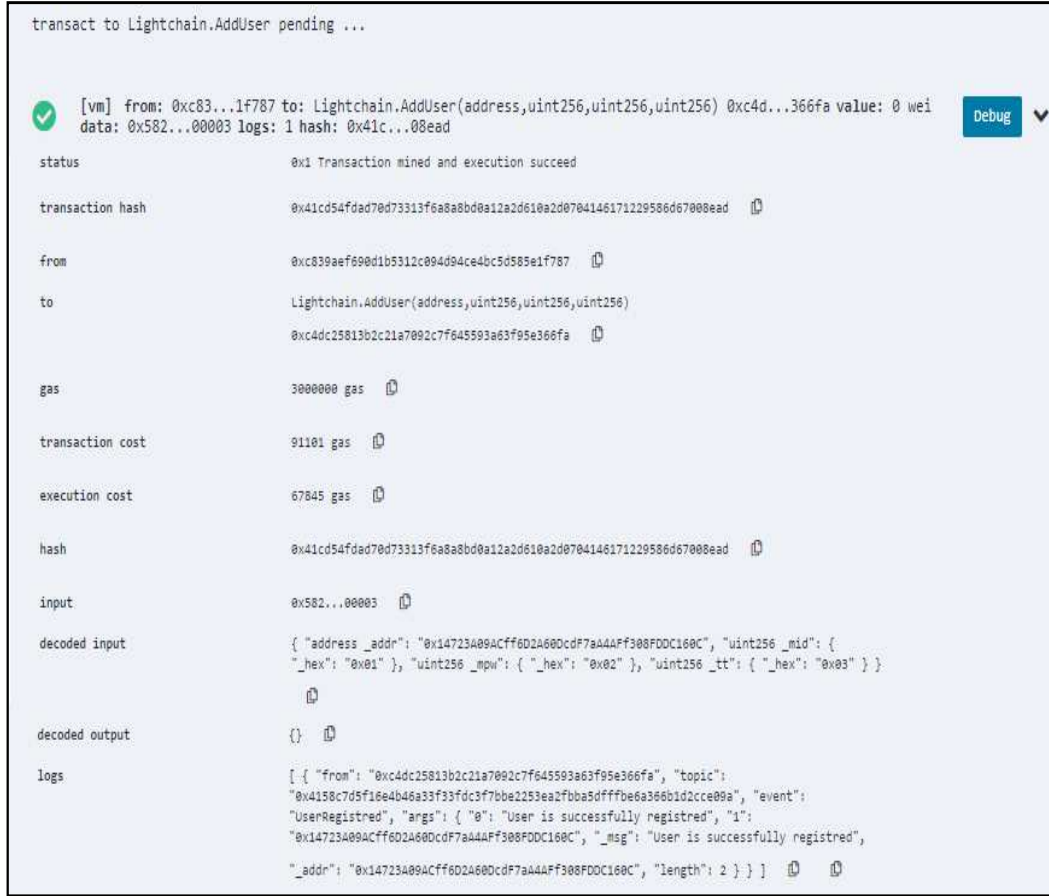 transact to Lightchain.AddUser pending ...
[vm] from: 0xc83...1f787 to: Lightchain.AddUser(address,uint256,uint256,uint256) 0xc4d...366fa value: 0 wei
data: 0x582...00003 logs: 1 hash: 0x41c...08ead
Debug
status 0x1 Transaction mined and execution succeed
transaction hash 0x41cd54fdad70d73313f6a8a8bd0a12a2d610a2d0704146171229586d67008ead
from 0xc839aef690d1b5312c094d94ce4bc5d585e1f787
to Lightchain.AddUser(address,uint256,uint256,uint256)
0xc4dc25813b2c21a7092c7f645593a63f95e366fa
gas 3000000 gas
transaction cost 91101 gas
execution cost 67845 gas
hash 0x41cd54fdad70d73313f6a8a8bd0a12a2d610a2d0704146171229586d67008ead
input 0x582...00003
decoded input { "address _addr": "0x14723A09ACff6D2A60DcdF7aA4AFf308FDDC160C", "uint256 _mid": {
"_hex": "0x01" }, "uint256 _mpw": { "_hex": "0x02" }, "uint256 _tt": { "_hex": "0x03" } }
decoded output {}
logs [ { "from": "0xc4dc25813b2c21a7092c7f645593a63f95e366fa", "topic":
"0x4158c7d5f16e4b46a33f33fdc3f7bbe2253ea2fbba5dfffbe6a366b1d2cce09a", "event":
"UserRegistred", "args": { "0": "User is successfully registred", "1":
"0x14723A09ACff6D2A60DcdF7aA4AFf308FDDC160C", "_msg": "User is successfully registred",
"_addr": "0x14723A09ACff6D2A60DcdF7aA4AFf308FDDC160C", "length": 2 } } ]